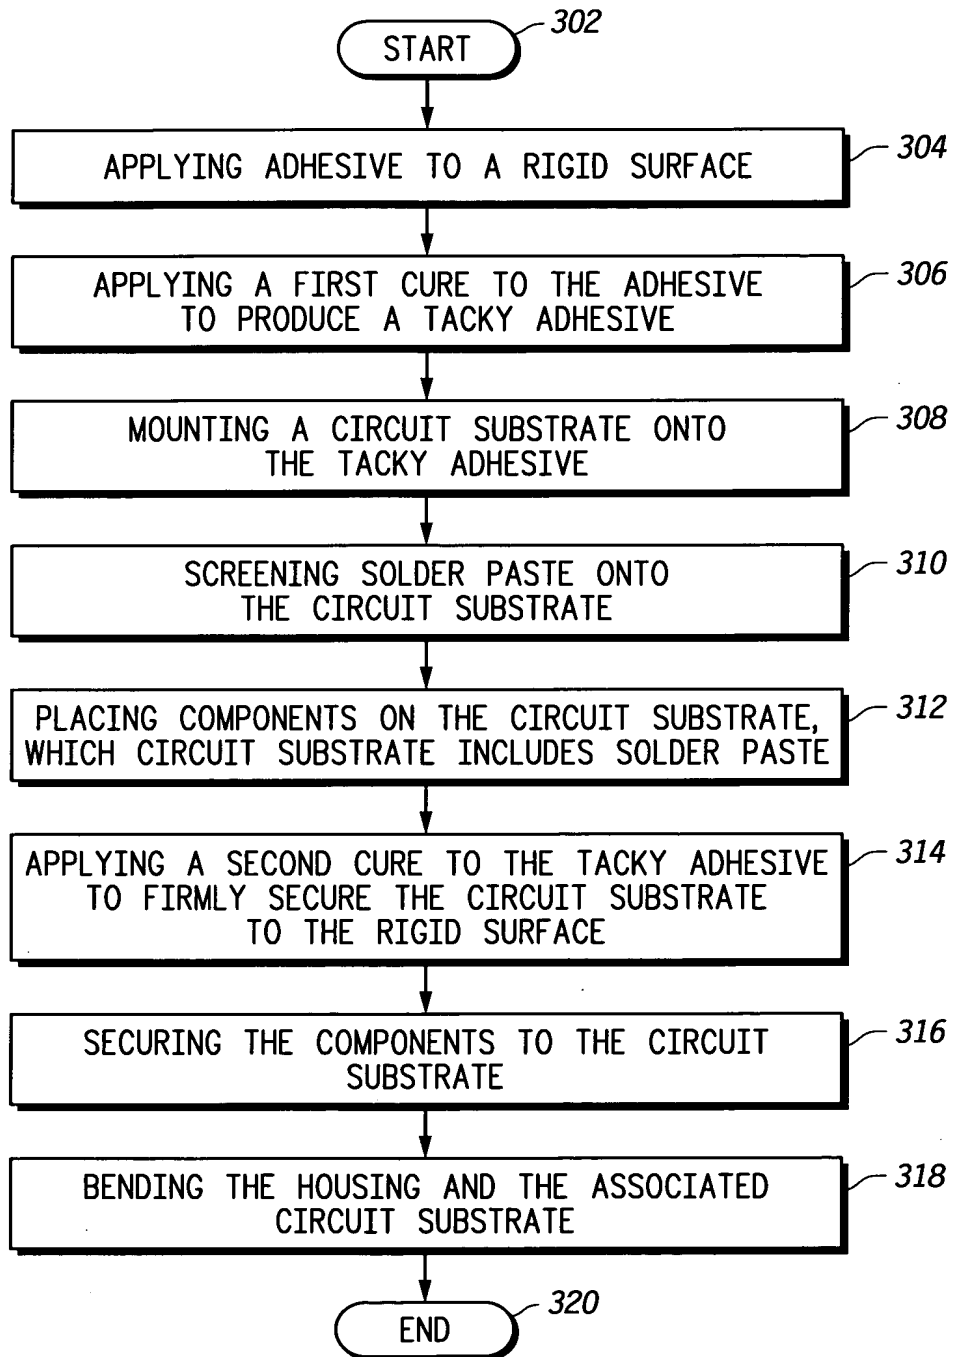 START
302
APPLYING ADHESIVE TO A RIGID SURFACE
304
APPLYING A FIRST CURE TO THE ADHESIVE
TO PRODUCE A TACKY ADHESIVE
306
MOUNTING A CIRCUIT SUBSTRATE ONTO
THE TACKY ADHESIVE
308
SCREENING SOLDER PASTE ONTO
THE CIRCUIT SUBSTRATE
310
PLACING COMPONENTS ON THE CIRCUIT SUBSTRATE,
WHICH CIRCUIT SUBSTRATE INCLUDES SOLDER PASTE
312
APPLYING A SECOND CURE TO THE TACKY ADHESIVE
TO FIRMLY SECURE THE CIRCUIT SUBSTRATE
TO THE RIGID SURFACE
314
SECURING THE COMPONENTS TO THE CIRCUIT
SUBSTRATE
316
BENDING THE HOUSING AND THE ASSOCIATED
CIRCUIT SUBSTRATE
318
END
320